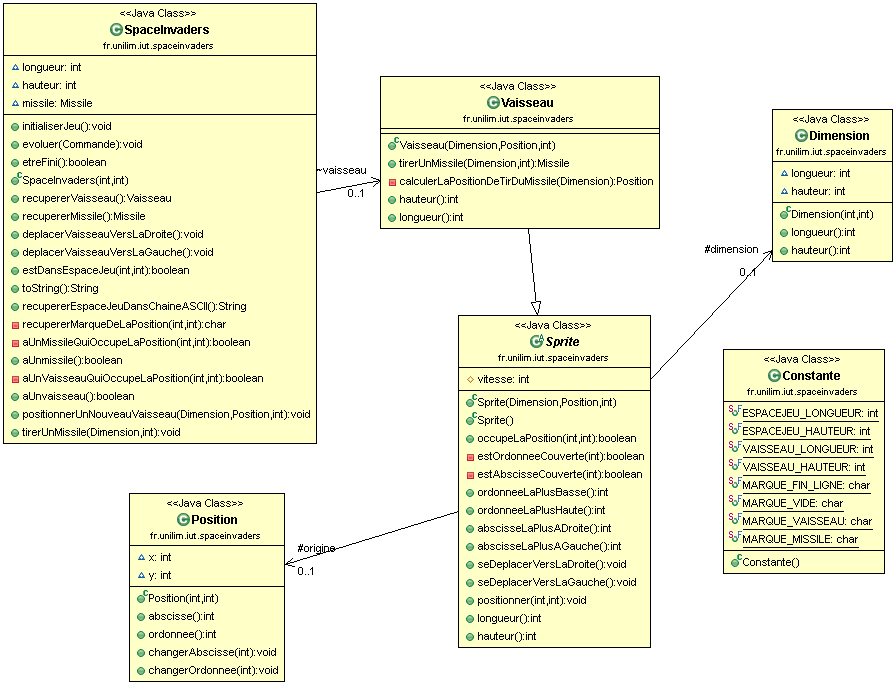 <<Java Class>>
SpaceInvaders
fr.unilim.iut.spaceinvaders
longueur: int
hauteur: int
missile: Missile
initialiserJeu():void
evoluer(Commande):void
etreFini():boolean
SpaceInvaders(int,int)
recupererVaisseau():Vaisseau
recupererMissile():Missile
deplacerVaisseauVersLaDroite():void
deplacerVaisseauVersLaGauche():void
estDansEspaceJeu(int,int):boolean
toString():String
recupererEspaceJeuDansChaineASCII():String
recupererMarqueDeLaPosition(int,int):char
aUnMissileQuiOccupeLaPosition(int,int):boolean
aUnmissile():boolean
aUnVaisseauQuiOccupeLaPosition(int,int):boolean
aUnvaisseau():boolean
positionnerUnNouveauVaisseau(Dimension,Position,int):void
tirerUnMissile(Dimension,int):void
~vaisseau
0..1
<<Java Class>>
Vaisseau
fr.unilim.iut.spaceinvaders
Vaisseau(Dimension,Position,int)
tirerUnMissile(Dimension,int):Missile
calculerLaPositionDeTirDuMissile(Dimension):Position
hauteur():int
longueur():int
<<Java Class>>
Dimension
fr.unilim.iut.spaceinvaders
longueur: int
hauteur: int
Dimension(int,int)
longueur():int
hauteur():int
#dimension
0..1
<<Java Class>>
Sprite
fr.unilim.iut.spaceinvaders
vitesse: int
Sprite(Dimension,Position,int)
Sprite()
occupeLaPosition(int,int):boolean
estOrdonneeCouverte(int):boolean
estAbscisseCouverte(int):boolean
ordonneeLaPlusBasse():int
ordonneeLaPlusHaute():int
abscisseLaPlusADroite():int
abscisseLaPlusAGauche():int
seDeplacerVersLaDroite():void
seDeplacerVersLaGauche():void
positionner(int,int):void
longueur():int
hauteur():int
<<Java Class>>
Constante
fr.unilim.iut.spaceinvaders
ESPACEJEU_LONGUEUR: int
ESPACEJEU_HAUTEUR: int
VAISSEAU_LONGUEUR: int
VAISSEAU_HAUTEUR: int
MARQUE_FIN_LIGNE: char
MARQUE_VIDE: char
MARQUE_VAISSEAU: char
MARQUE_MISSILE: char
Constante()
#origine
0..1
<<Java Class>>
Position
fr.unilim.iut.spaceinvaders
x: int
y: int
Position(int,int)
abscisse():int
ordonnee():int
changerAbscisse(int):void
changerOrdonnee(int):void